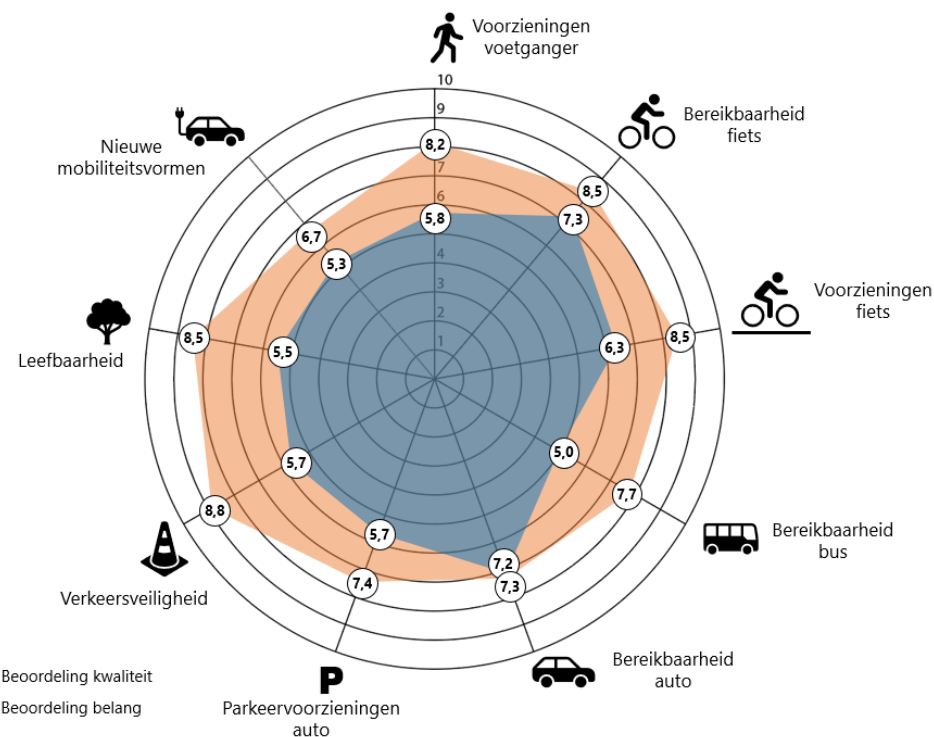 Voorzieningen
voetganger
10
9
8,2
7
6
5,8
4
3
2
1
Bereikbaarheid
fiets
8,5
7,3
Voorzieningen
fiets
8,5
6,3
Bereikbaarheid
bus
7,7
5,0
Bereikbaarheid
auto
7,2
7,3
P
Parkeervoorzieningen
auto
5,7
7,4
Verkeersveiligheid
5,7
8,8
Leefbaarheid
8,5
5,5
Nieuwe
mobiliteitsvormen
6,7
5,3
Beoordeling kwaliteit
Beoordeling belang